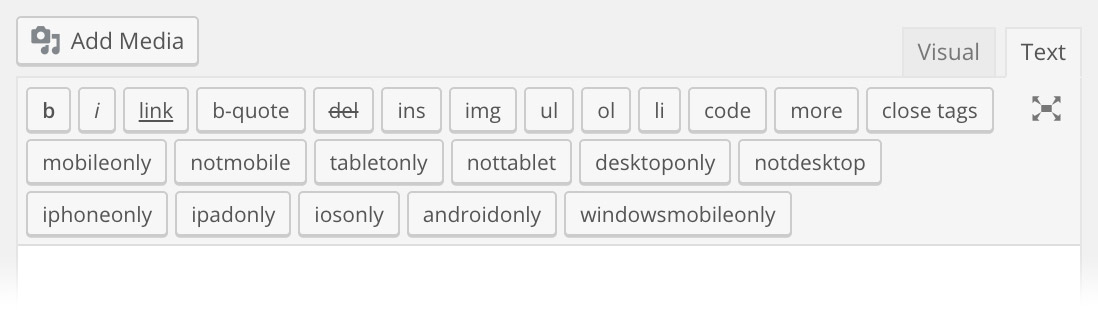 Add Media
Visual Text
b i link b-quote del ins img ul ol li code more close tags
mobileonly notmobile tabletonly nottablet desktoponly notdesktop
iphoneonly ipadonly iosonly androidonly windowsmobileonly